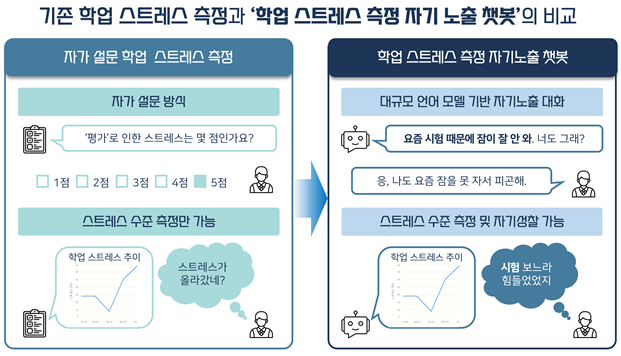 기존 학업 스트레스 측정과 ‘학업 스트레스 측정 자기 노출 챗봇’의 비교
자가 설문 학업 스트레스 측정
자가 설문 방식
‘평가’로 인한 스트레스는 몇 점인가요?
1점 2점 3점 4점 5점
스트레스 수준 측정만 가능
학업 스트레스 추이
스트레스가
올라갔네?
학업 스트레스 측정 자기노출 챗봇
대규모 언어 모델 기반 자기노출 대화
요즘 시험 때문에 잠이 잘 안 와. 너도 그래?
응, 나도 요즘 잠을 못 자서 피곤해.
스트레스 수준 측정 및 자기성찰 가능
학업 스트레스 추이
시험 보느라
힘들었었지